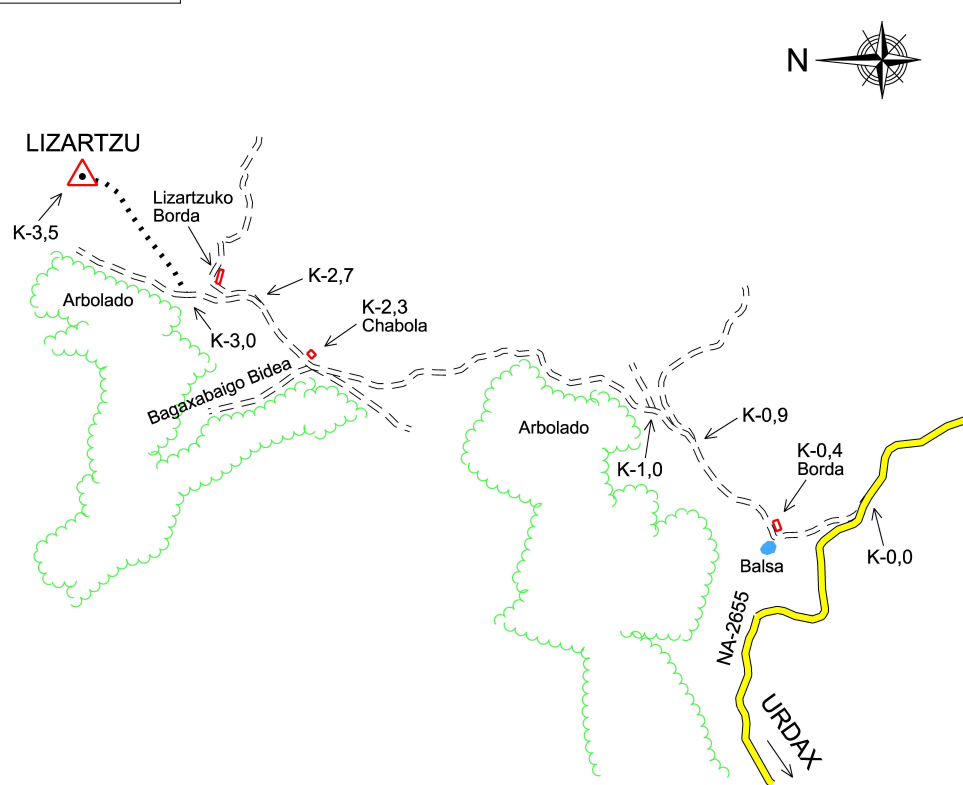 N
LIZARTZU
K-3,5
Lizartzuko
Borda
Arbolado
K-2,7
K-3,0
K-2,3
Chabola
Bagaxabaigo Bidea
Arbolado
K-1,0
K-0,9
K-0,4
Borda
Balsa
K-0,0
NA-2655
URDAX